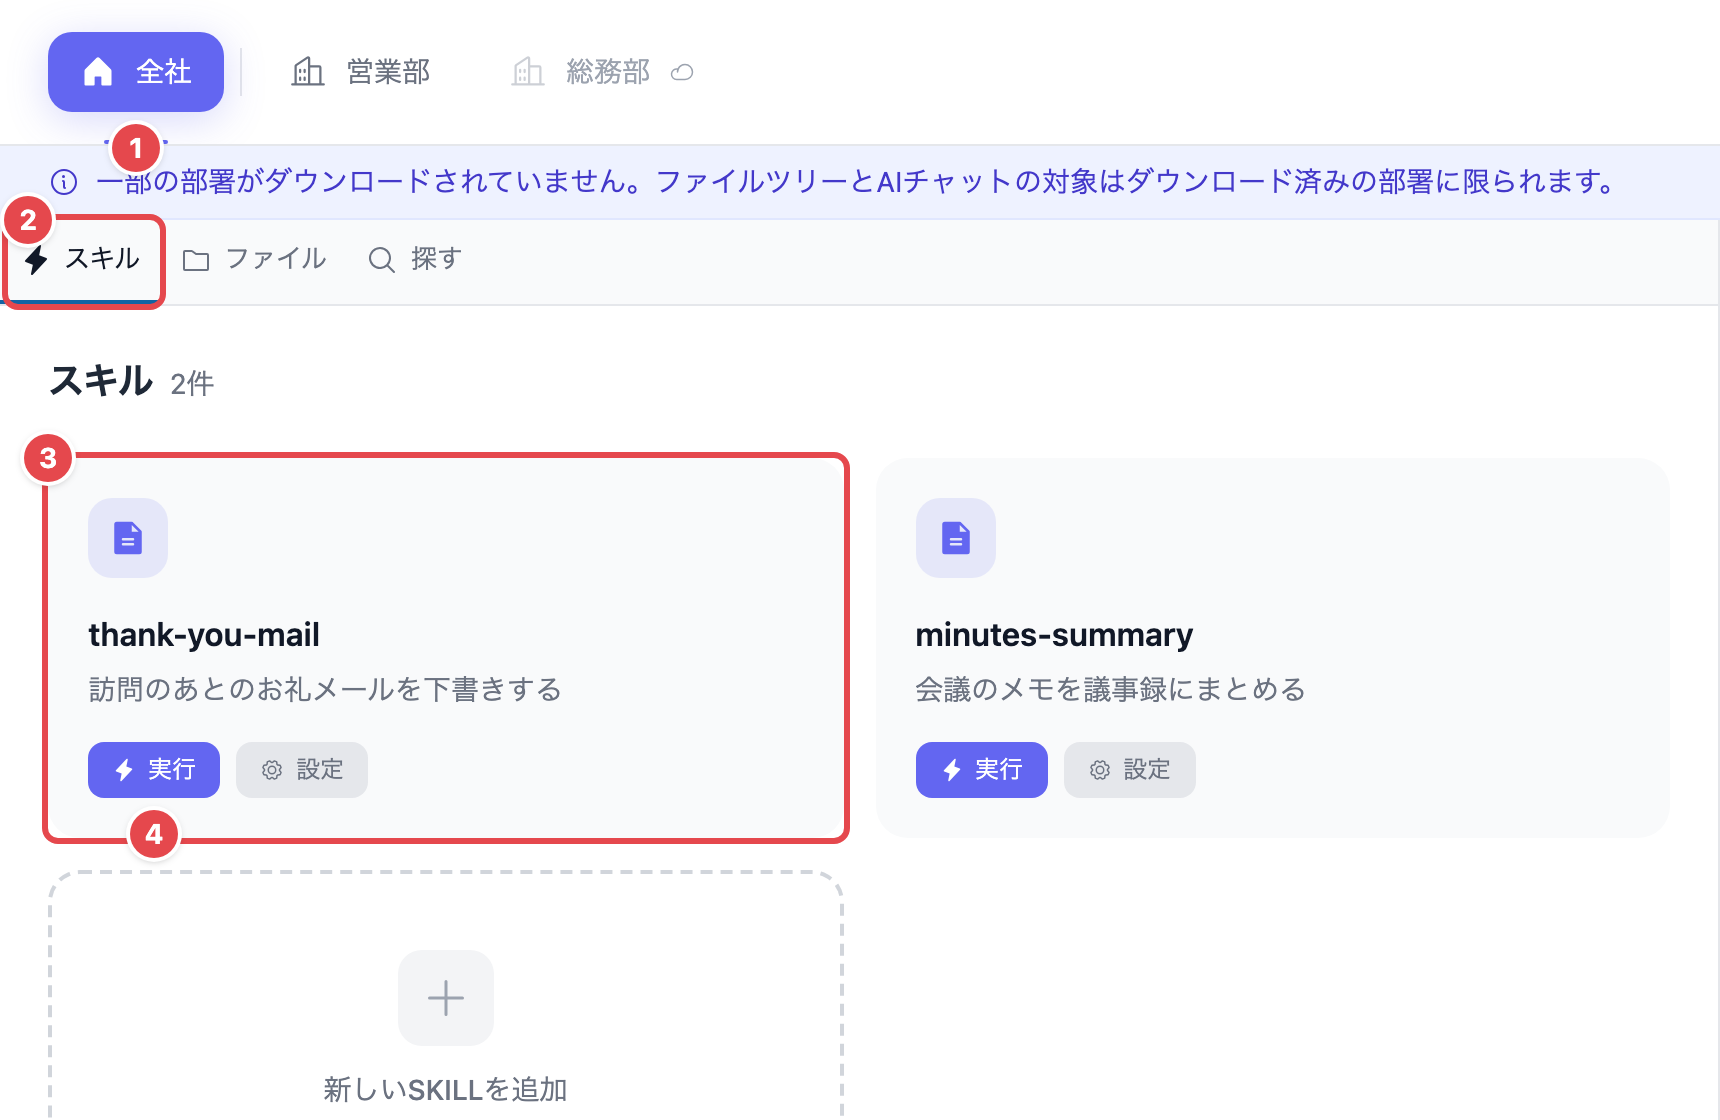 全社
営業部
総務部
1
一部の部署がダウンロードされていません。ファイルツリーとAIチャットの対象はダウンロード済みの部署に限られます。
2
スキル
ファイル
探す
スキル 2件
3
thank-you-mail
訪問のあとのお礼メールを下書きする
実行
設定
4
minutes-summary
会議のメモを議事録にまとめる
実行
設定
新しいSKILLを追加